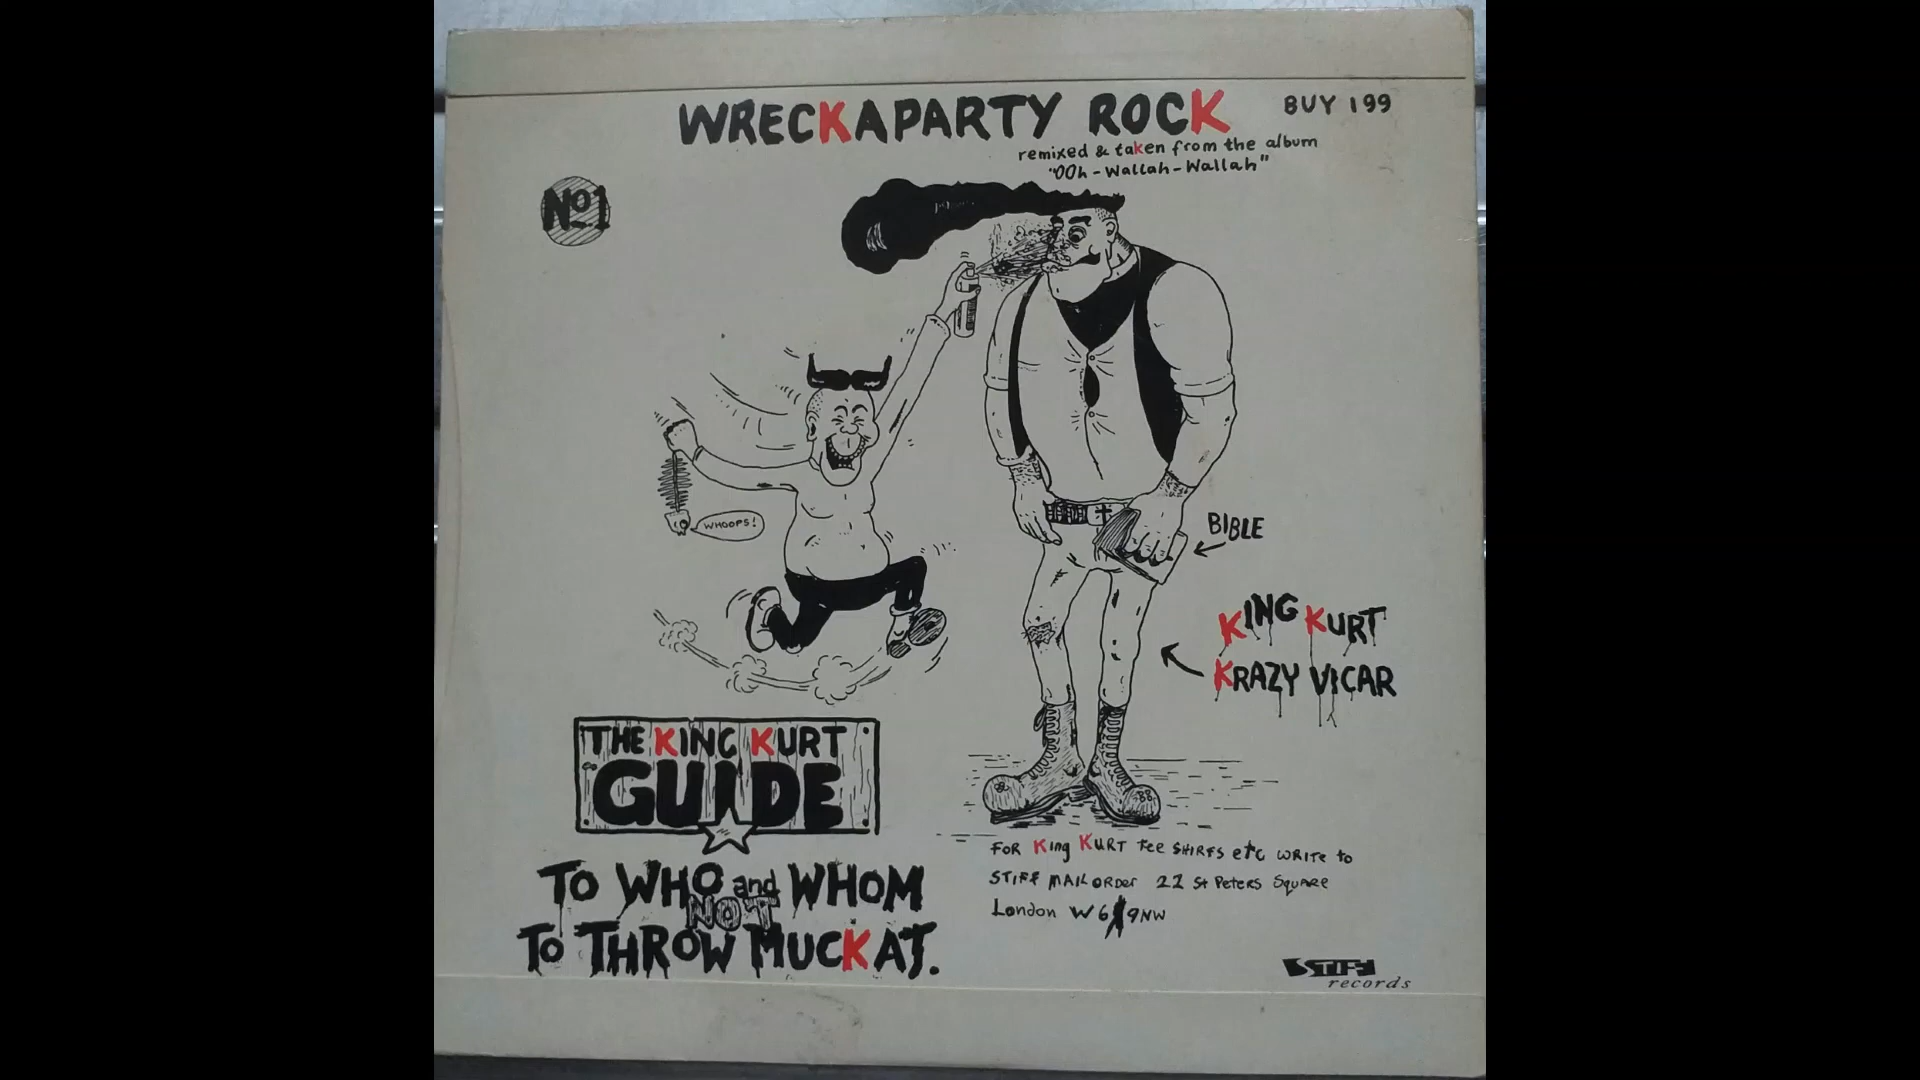 WRECKAPARTY ROCK
BUY 199
remixed & taken from the album
"OOh-Wallah-Wallah"
No1
WHOOPS!
BIBLE
KING KURT
KRAZY VICAR
THE KING KURT
GUIDE
TO WHO and WHOM
NOT
TO THROW MUCK AT.
FOR King KURT Tee SHIRTS etc WRITE to
STIFF MAIL ORDER 22 St Peters Square
London W6 9NW
STIFF
records